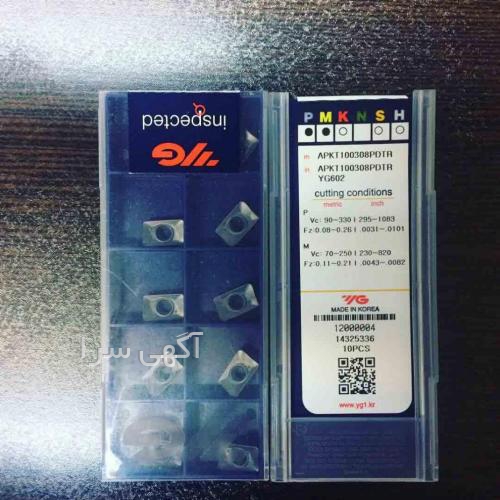 inspected
YG
آگهی سرا
P M K N S H
m APKT100308PDTR
in APKT100308PDTR
YG602
cutting conditions
metric inch
P
Vc: 90-330 | 295-1083
Fz:0.08-0.26 | .0031-.0101
M
Vc: 70-250 | 230-820
Fz:0.11-0.21 | .0043-.0082
YG
MADE IN KOREA
12000004
14325336
10PCS
www.yg1.kr